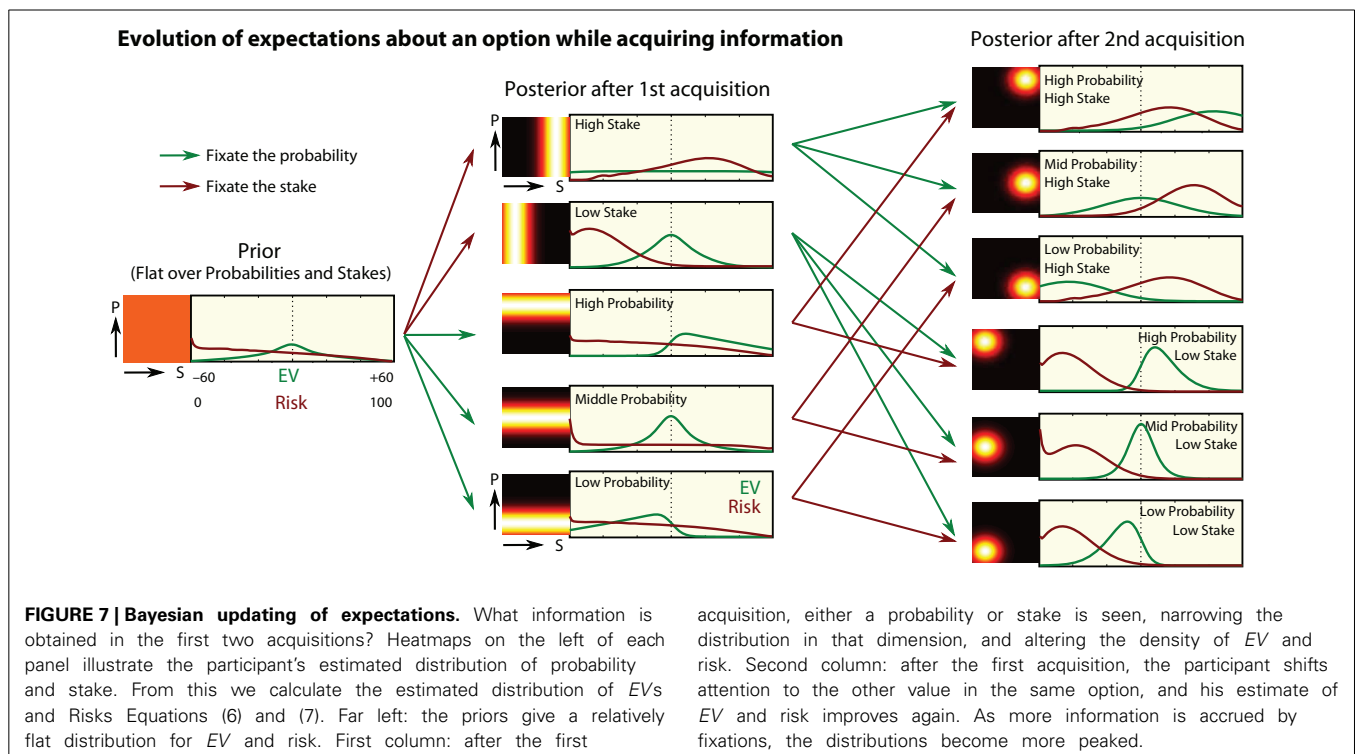 Evolution of expectations about an option while acquiring information
Posterior after 2nd acquisition
Posterior after 1st acquisition
Fixate the probability
Fixate the stake
Prior
(Flat over Probabilities and Stakes)
P
S
–60
EV
+60
0
Risk
100
P
High Stake
S
Low Stake
High Probability
Middle Probability
P
Low Probability
EV
Risk
S
High Probability
High Stake
Mid Probability
High Stake
Low Probability
High Stake
High Probability
Low Stake
Mid Probability
Low Stake
Low Probability
Low Stake
FIGURE 7 | Bayesian updating of expectations. What information is
obtained in the first two acquisitions? Heatmaps on the left of each
panel illustrate the participant's estimated distribution of probability
and stake. From this we calculate the estimated distribution of EVs
and Risks Equations (6) and (7). Far left: the priors give a relatively
flat distribution for EV and risk. First column: after the first
acquisition, either a probability or stake is seen, narrowing the
distribution in that dimension, and altering the density of EV and
risk. Second column: after the first acquisition, the participant shifts
attention to the other value in the same option, and his estimate of
EV and risk improves again. As more information is accrued by
fixations, the distributions become more peaked.